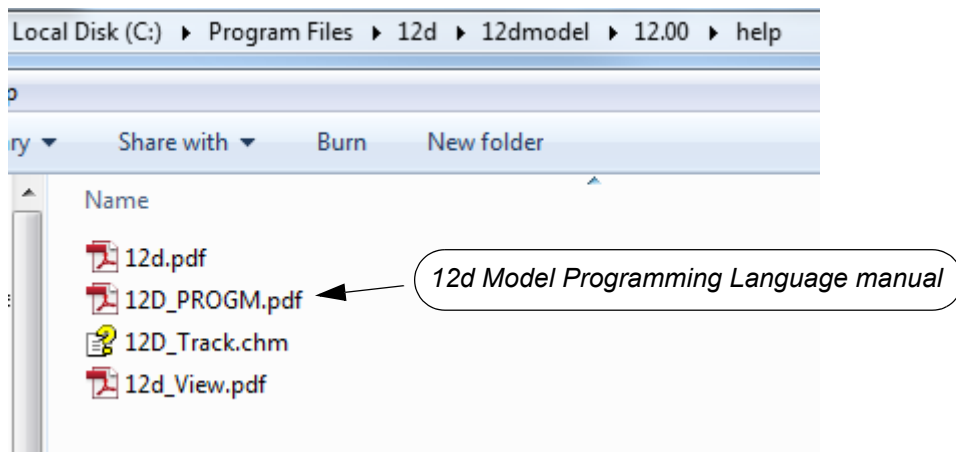 Local Disk (C:) ▸ Program Files ▸ 12d ▸ 12dmodel ▸ 12.00 ▸ help
p
ry Share with Burn New folder
Name
12d.pdf
12D_PROGM.pdf
12d Model Programming Language manual
12D_Track.chm
12d_View.pdf